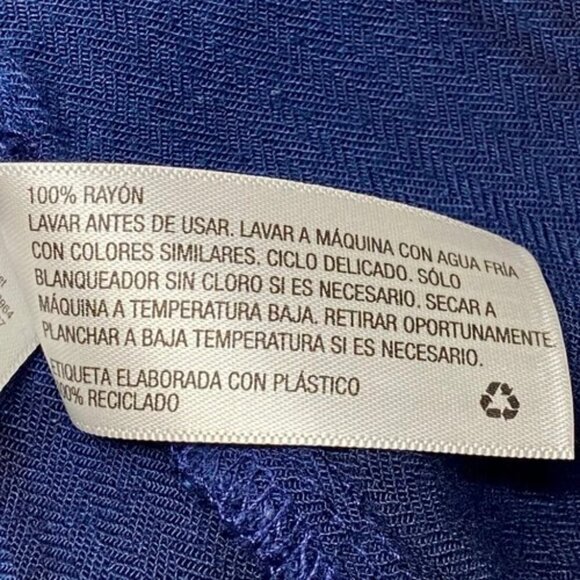 100% RAYÓN
LAVAR ANTES DE USAR. LAVAR A MÁQUINA CON AGUA FRÍA
CON COLORES SIMILARES. CICLO DELICADO. SÓLO
BLANQUEADOR SIN CLORO SI ES NECESARIO. SECAR A
MÁQUINA A TEMPERATURA BAJA. RETIRAR OPORTUNAMENTE.
PLANCHAR A BAJA TEMPERATURA SI ES NECESARIO.
ETIQUETA ELABORADA CON PLÁSTICO
100% RECICLADO